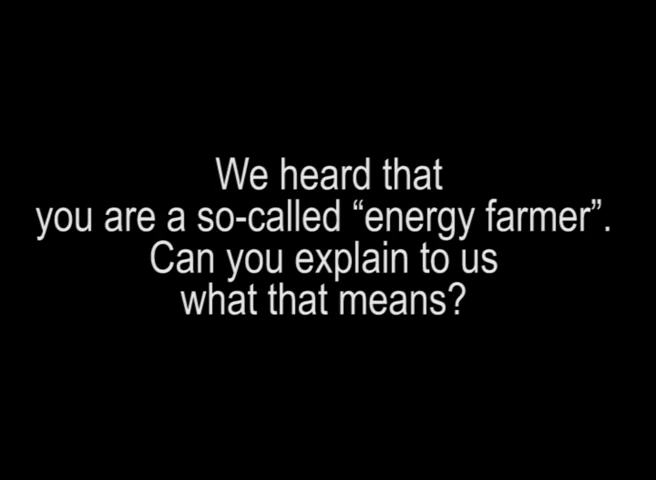 We heard that
you are a so-called “energy farmer”.
Can you explain to us
what that means?